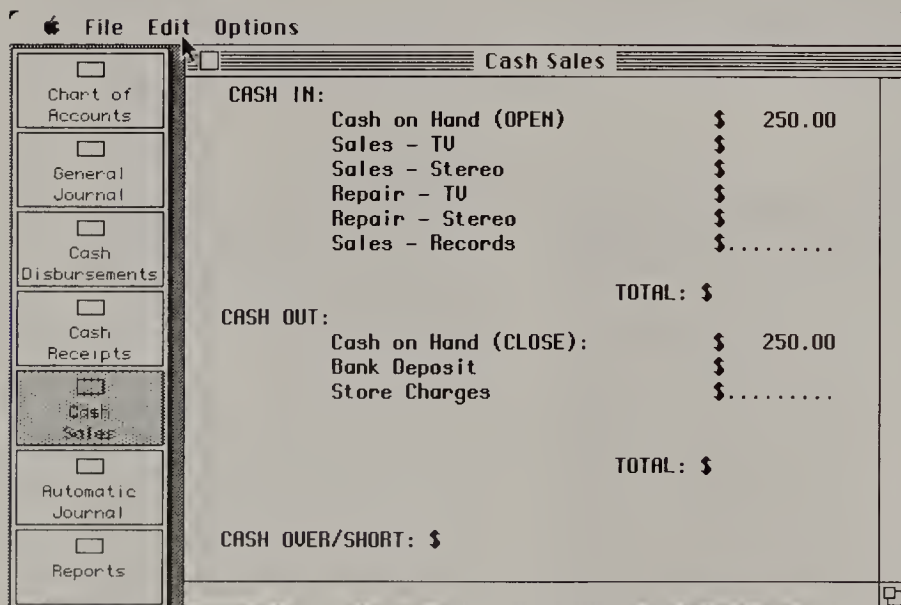 File Edit Options
Cash Sales
Chart of
Accounts
General
Journal
Cash
Disbursements
Cash
Receipts
Cash
Sales
Automatic
Journal
Reports
CASH IN:
Cash on Hand (OPEN) $ 250.00
Sales - TV $
Sales - Stereo $
Repair - TV $
Repair - Stereo $
Sales - Records $.........
TOTAL: $
CASH OUT:
Cash on Hand (CLOSE): $ 250.00
Bank Deposit $
Store Charges $.........
TOTAL: $
CASH OVER/SHORT: $